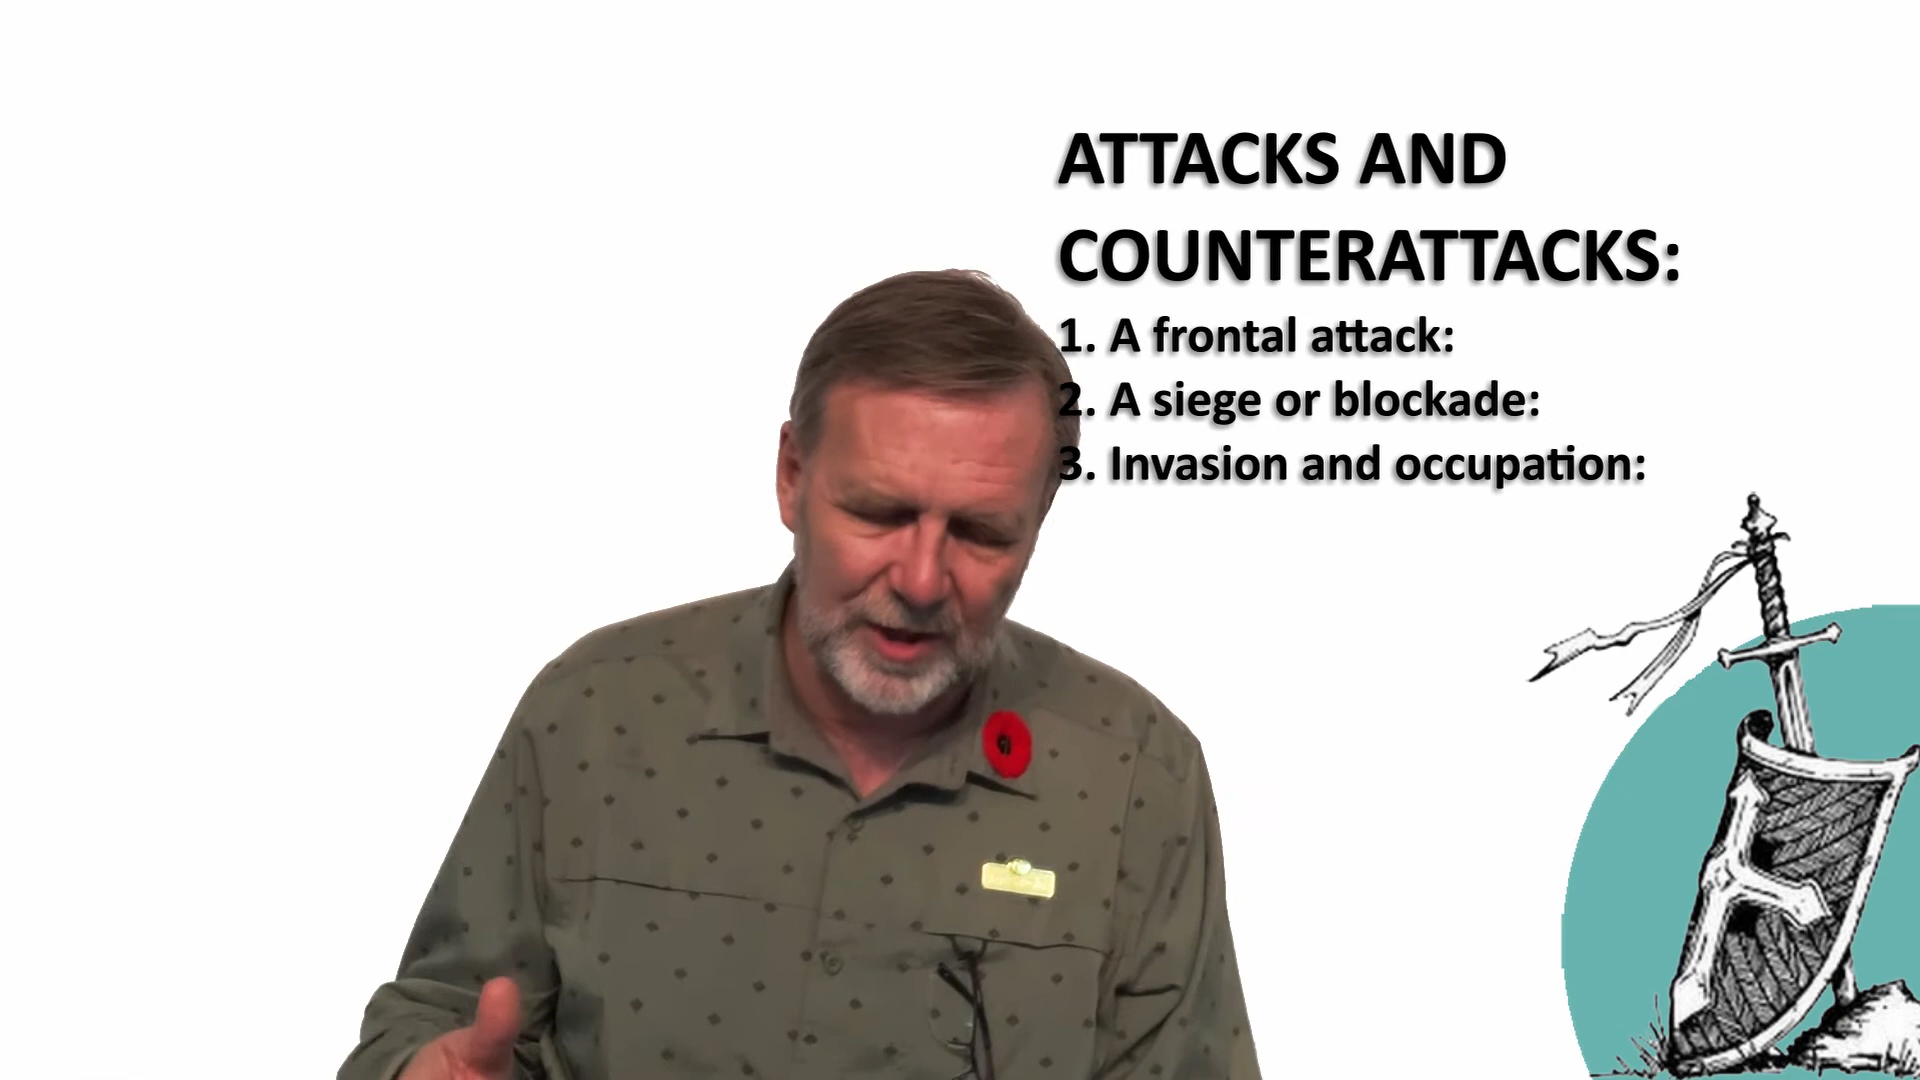 ATTACKS AND
COUNTERATTACKS:
1. A frontal attack:
2. A siege or blockade:
3. Invasion and occupation: